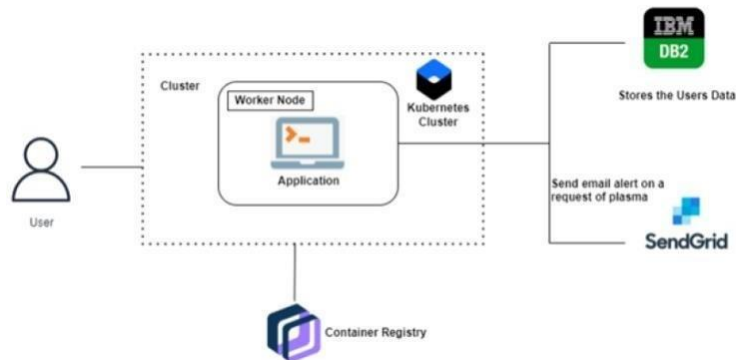 IBM
DB2
Stores the Users Data
Cluster
Worker Node
Kubernetes
Cluster
Application
User
Send email alert on a
request of plasma
SendGrid
Container Registry